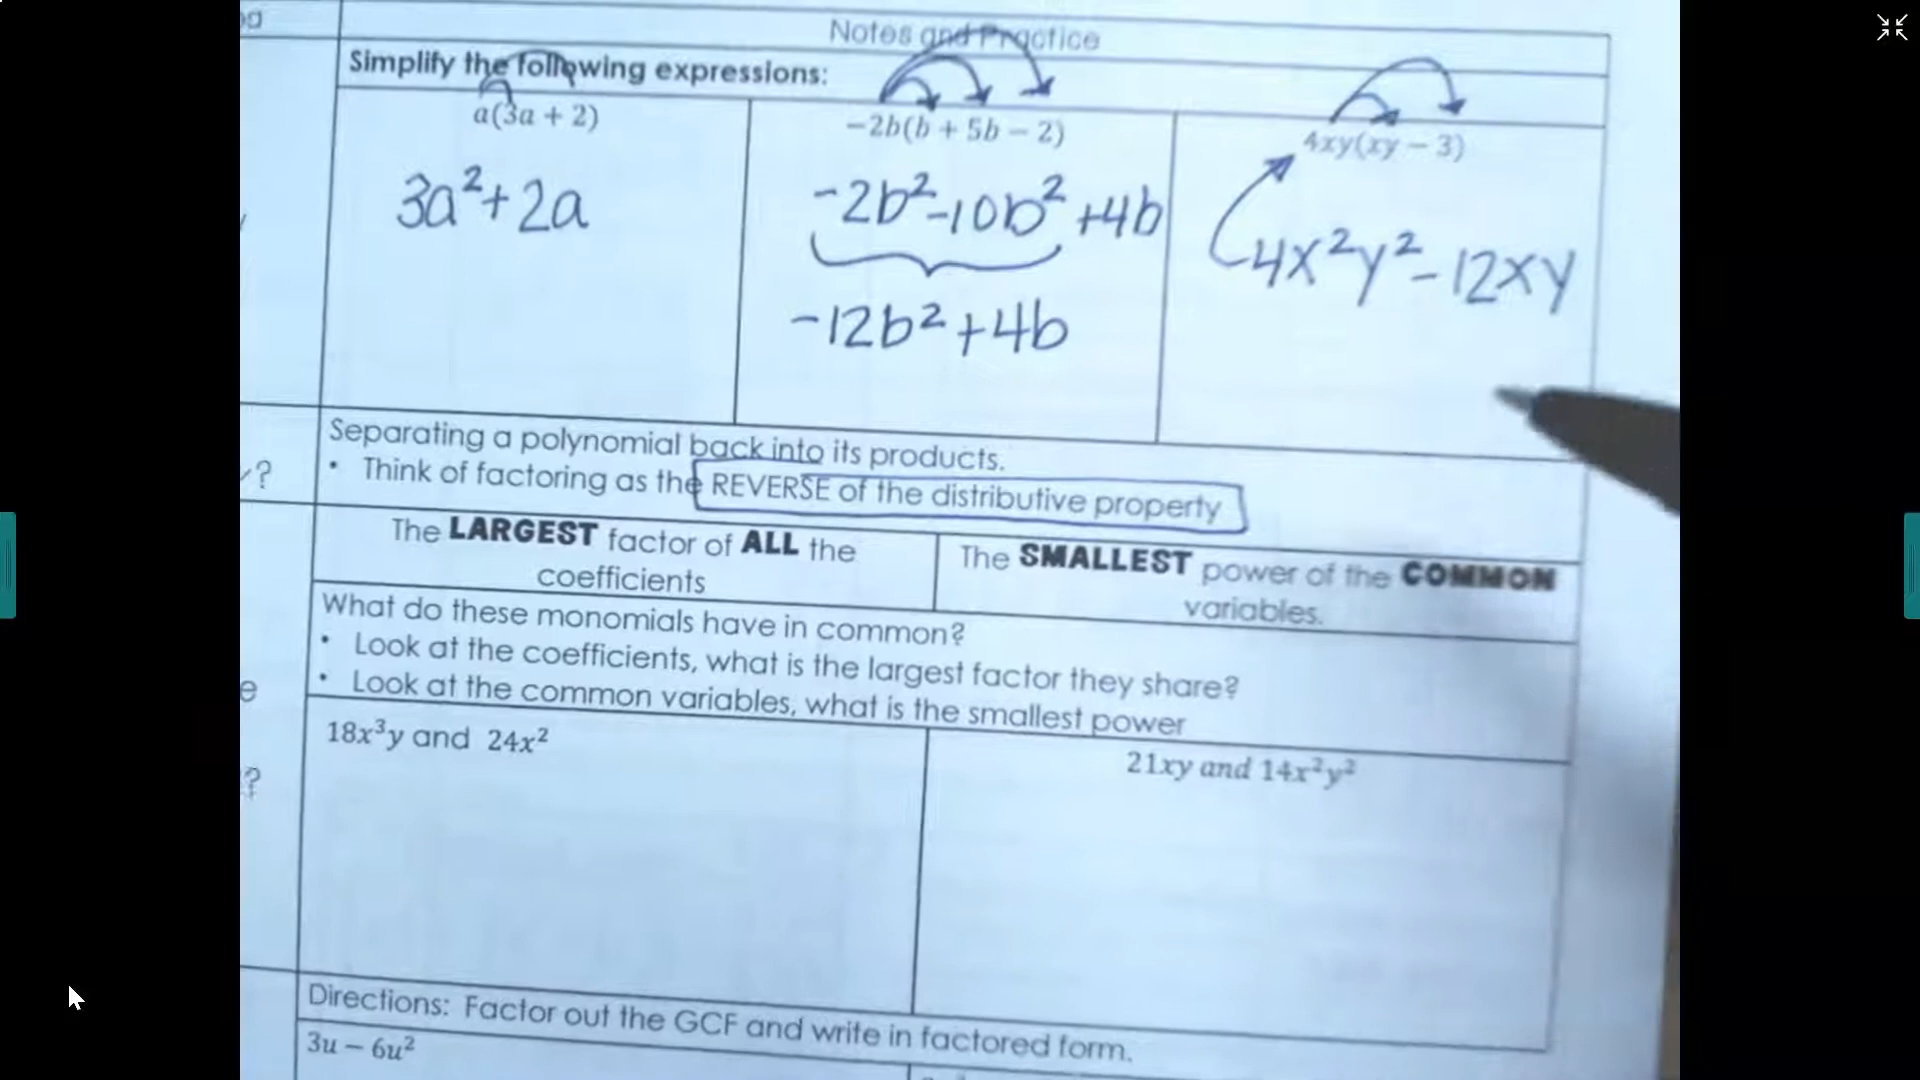 Notes and Practice
Simplify the following expressions:
a(3a + 2)
3a²+2a
−2b(b + 5b − 2)
-2b²-10b²+4b
-12b²+4b
4xy(xy − 3)
4x²y²-12xy
Separating a polynomial back into its products.
• Think of factoring as the REVERSE of the distributive property
The LARGEST factor of ALL the
coefficients
The SMALLEST power of the COMMON
variables.
What do these monomials have in common?
• Look at the coefficients, what is the largest factor they share?
• Look at the common variables, what is the smallest power
18x³y and 24x²
21xy and 14x²y²
Directions: Factor out the GCF and write in factored form.
3u − 6u²